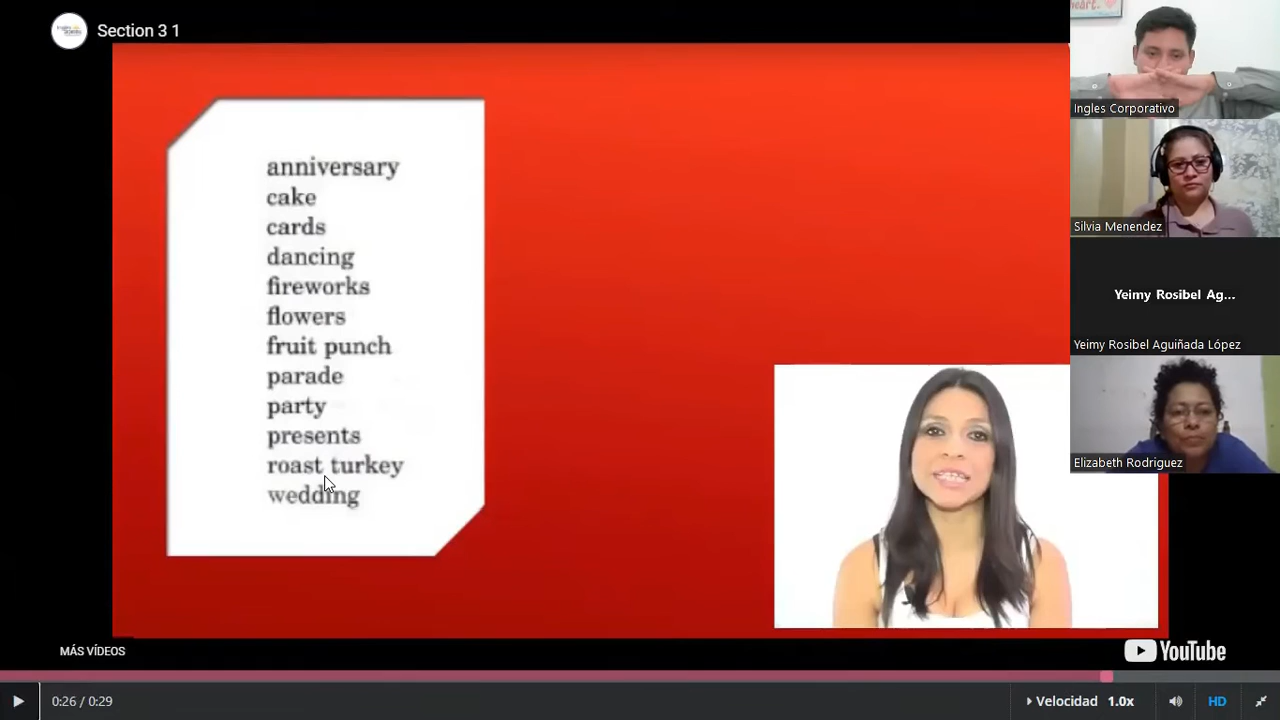 Section 3 1
heart.
anniversary
cake
cards
dancing
fireworks
flowers
fruit punch
parade
party
presents
roast turkey
wedding
Ingles Corporativo
Silvia Menendez
Yeimy Rosibel Ag...
Yeimy Rosibel Aguiñada López
Elizabeth Rodriguez
MÁS VÍDEOS
YouTube
0:26 / 0:29
Velocidad 1.0x
HD